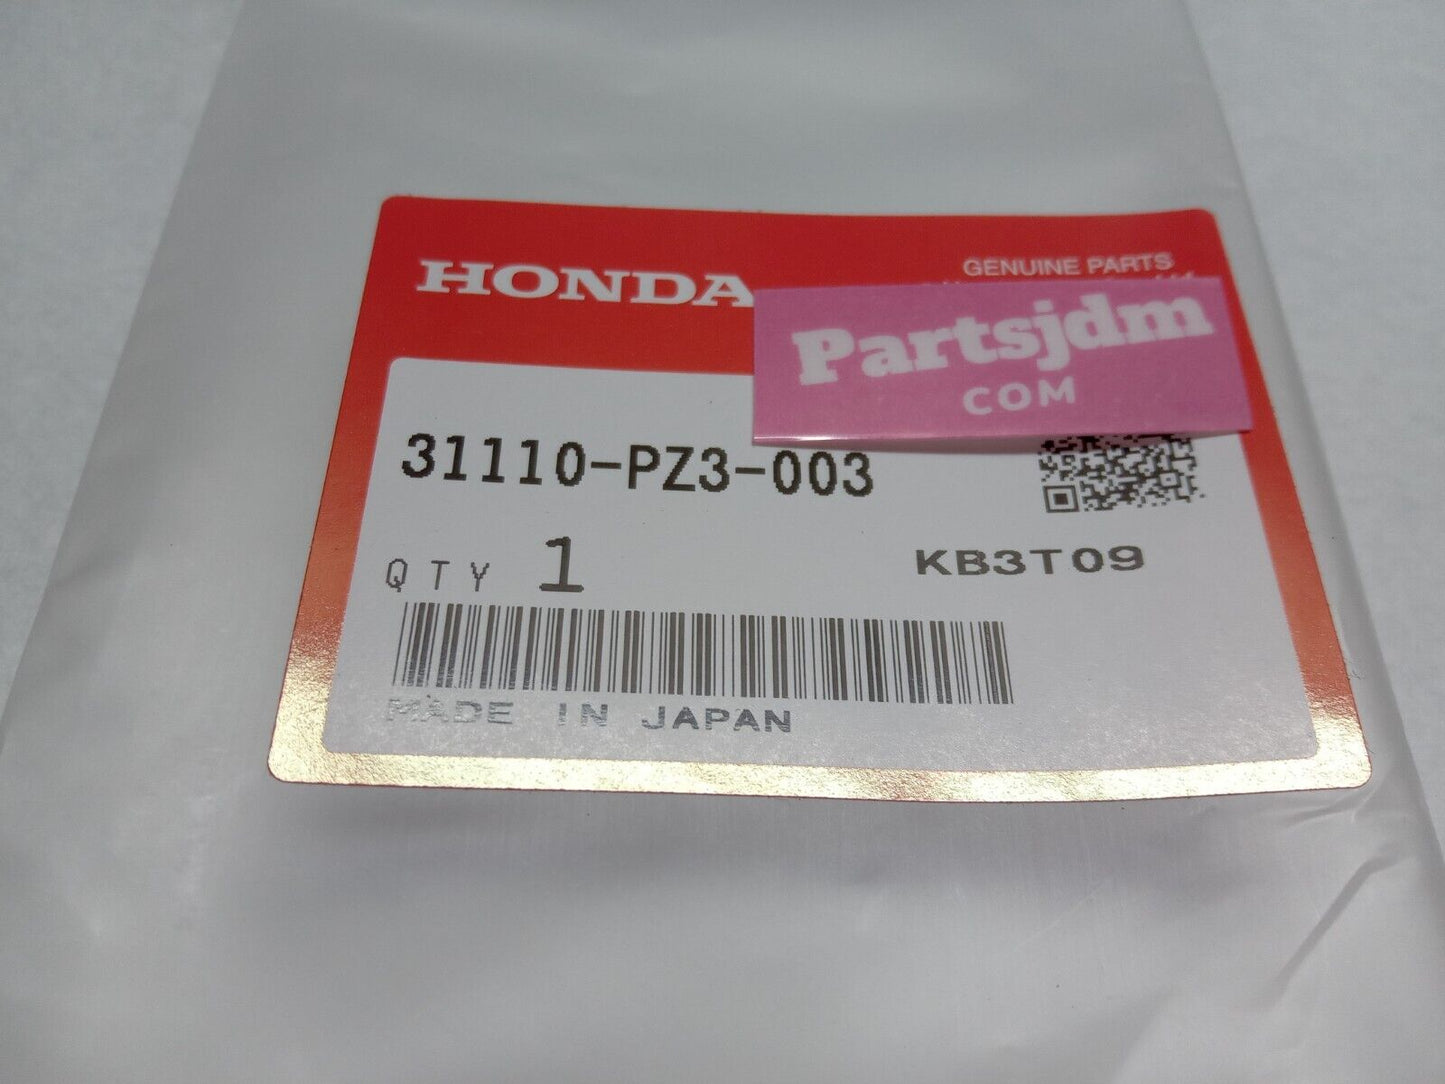 HONDA
GENUINE PARTS
Partsjdm
COM
31110-PZ3-003
QTY 1
KB3T09
MADE IN JAPAN